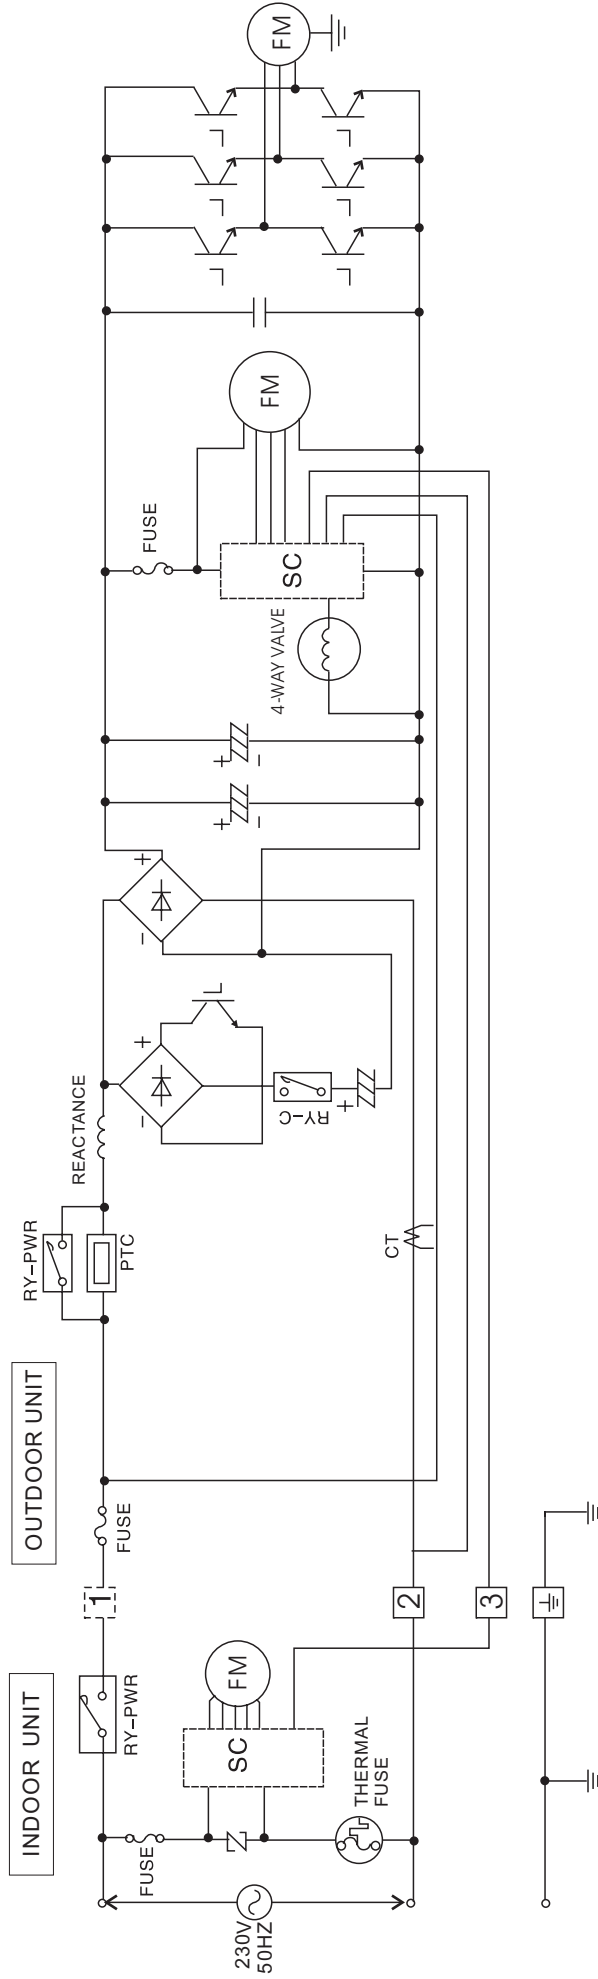 INDOOR UNIT
OUTDOOR UNIT
230V
50HZ
FUSE
THERMAL
FUSE
SC
FM
RY-PWR
1
2
3
FUSE
RY-PWR
PTC
REACTANCE
CT
RY-C
+
-
+
+
-
+
-
+
-
4-WAY VALVE
SC
FUSE
FM
FM